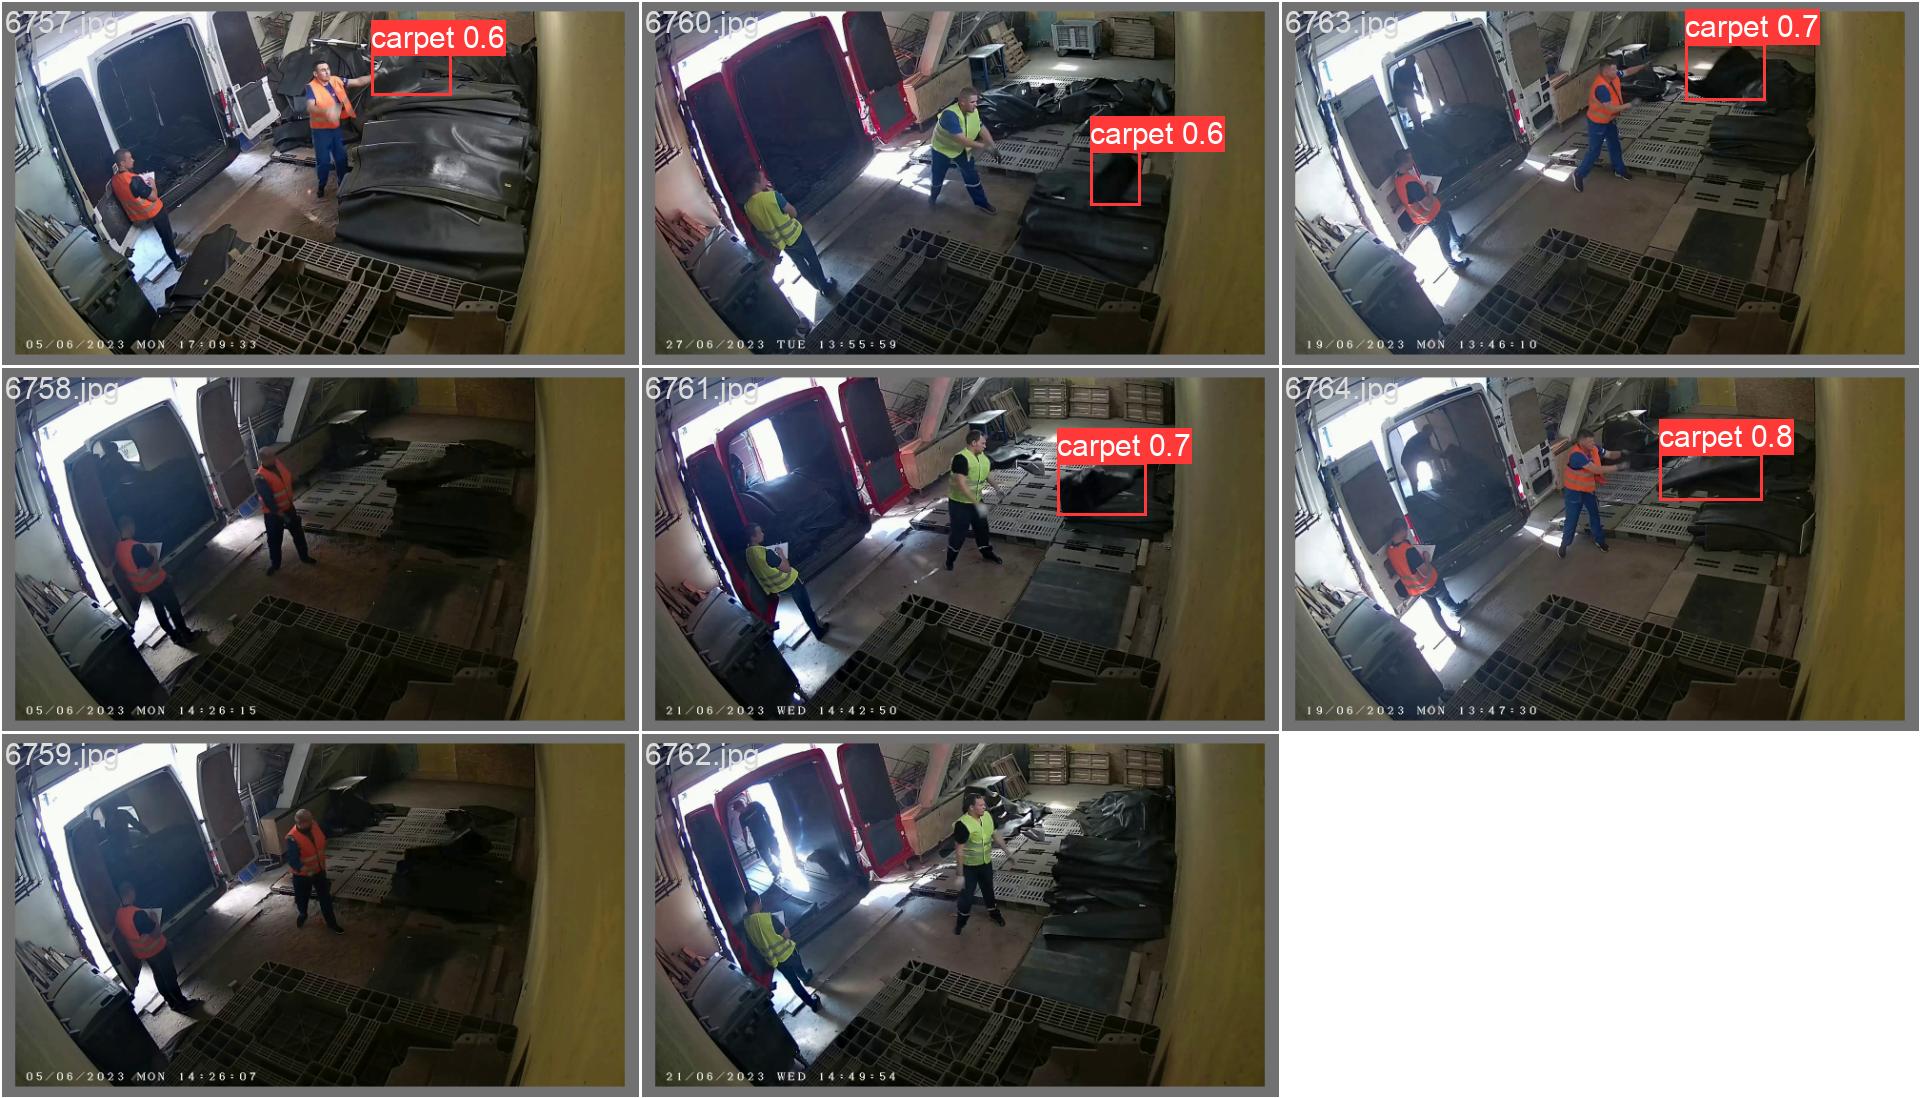 6757.jpg
carpet 0.6
05/06/2023 MON 17:09:33
6760.jpg
carpet 0.6
27/06/2023 TUE 13:55:59
6763.jpg
carpet 0.7
19/06/2023 MON 13:46:10
6758.jpg
05/06/2023 MON 14:26:15
6761.jpg
carpet 0.7
21/06/2023 WED 14:42:50
6764.jpg
carpet 0.8
19/06/2023 MON 13:47:30
6759.jpg
05/06/2023 MON 14:26:07
6762.jpg
21/06/2023 WED 14:49:54